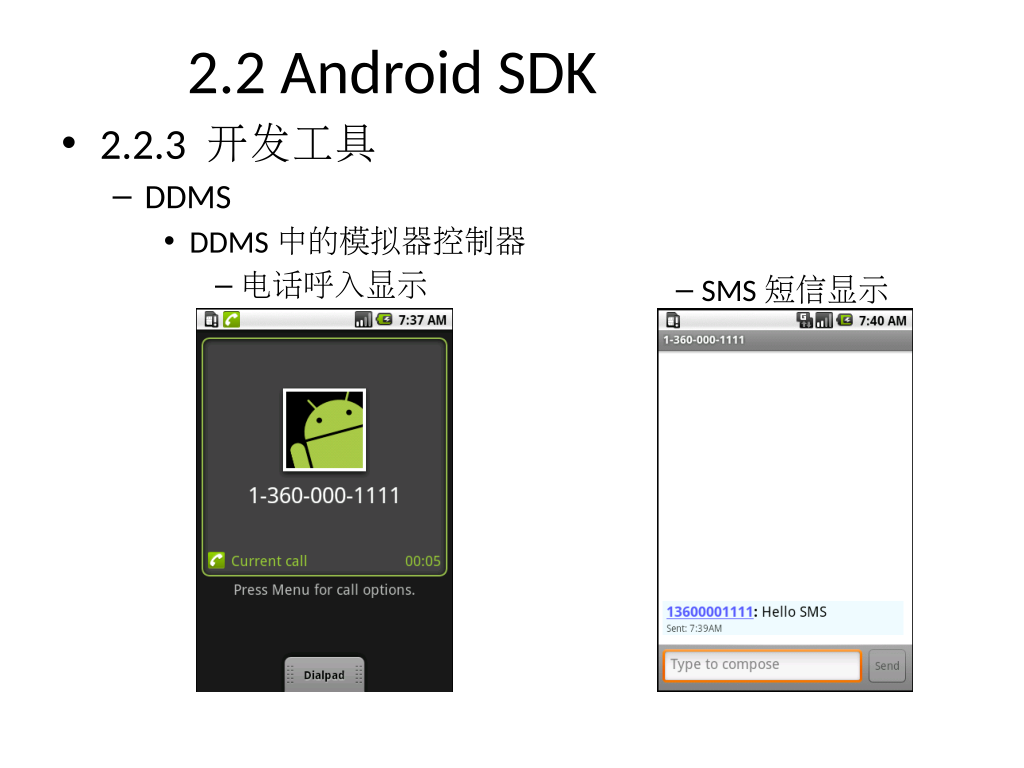 2.2 Android SDK
• 2.2.3 开发工具
– DDMS
• DDMS 中的模拟器控制器
– 电话呼入显示
7:37 AM
1-360-000-1111
Current call 00:05
Press Menu for call options.
Dialpad
– SMS 短信显示
7:40 AM
1-360-000-1111
13600001111: Hello SMS
Sent: 7:39AM
Type to compose
Send